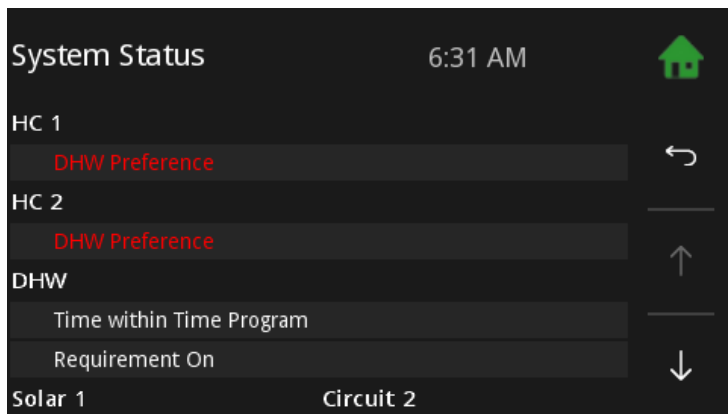 System Status 6:31 AM
HC 1
DHW Preference
HC 2
DHW Preference
DHW
Time within Time Program
Requirement On
Solar 1 Circuit 2